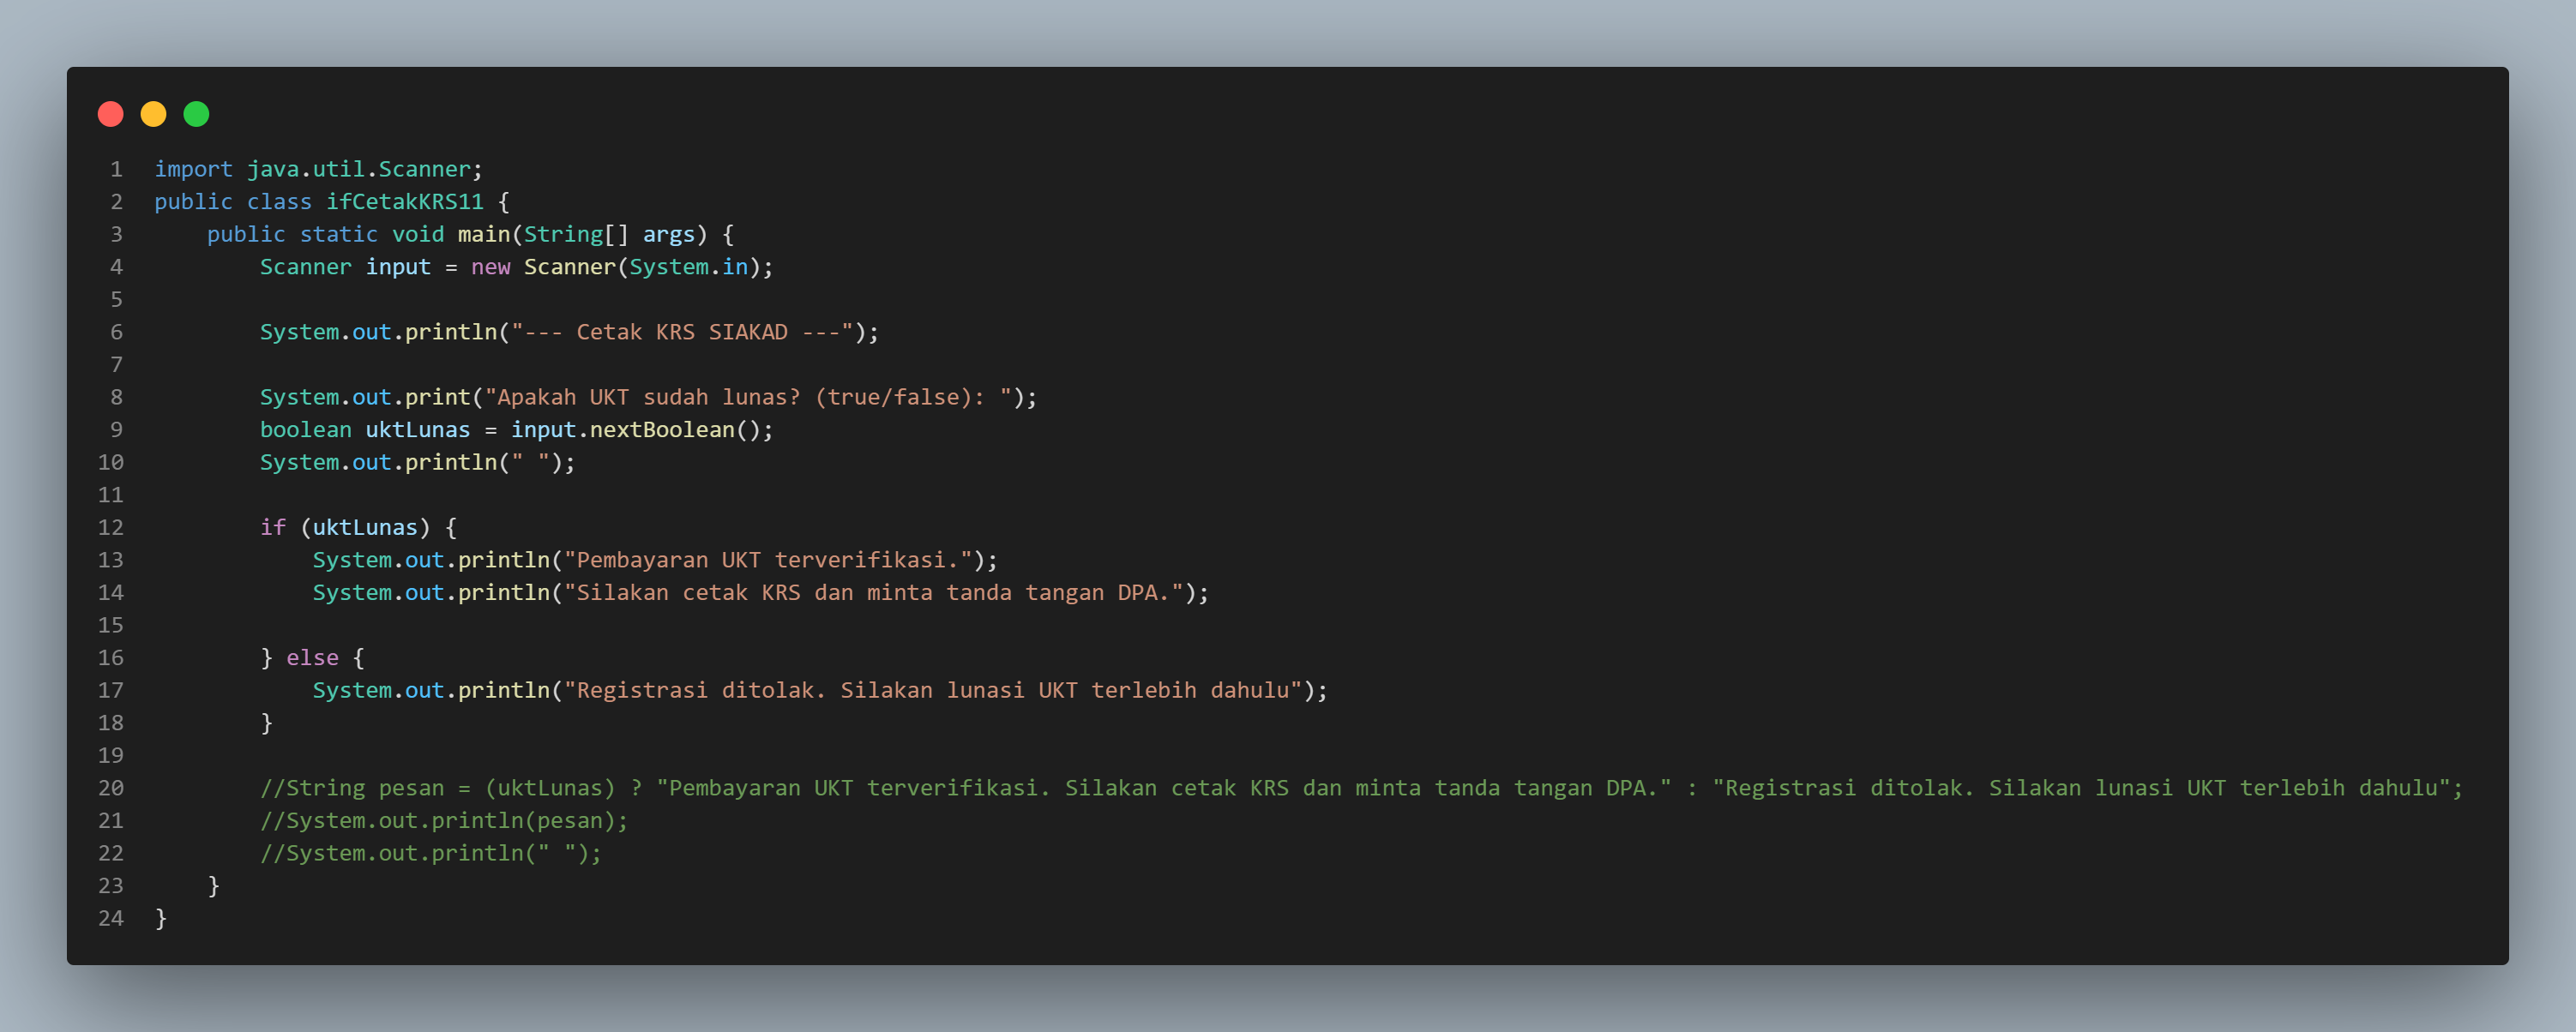 1 import java.util.Scanner;
2 public class ifCetakKRS11 {
3     public static void main(String[] args) {
4         Scanner input = new Scanner(System.in);
5
6         System.out.println("--- Cetak KRS SIAKAD ---");
7
8         System.out.print("Apakah UKT sudah lunas? (true/false): ");
9         boolean uktLunas = input.nextBoolean();
10         System.out.println(" ");
11
12         if (uktLunas) {
13             System.out.println("Pembayaran UKT terverifikasi.");
14             System.out.println("Silakan cetak KRS dan minta tanda tangan DPA.");
15
16         } else {
17             System.out.println("Registrasi ditolak. Silakan lunasi UKT terlebih dahulu");
18         }
19
20         //String pesan = (uktLunas) ? "Pembayaran UKT terverifikasi. Silakan cetak KRS dan minta tanda tangan DPA." : "Registrasi ditolak. Silakan lunasi UKT terlebih dahulu";
21         //System.out.println(pesan);
22         //System.out.println(" ");
23     }
24 }